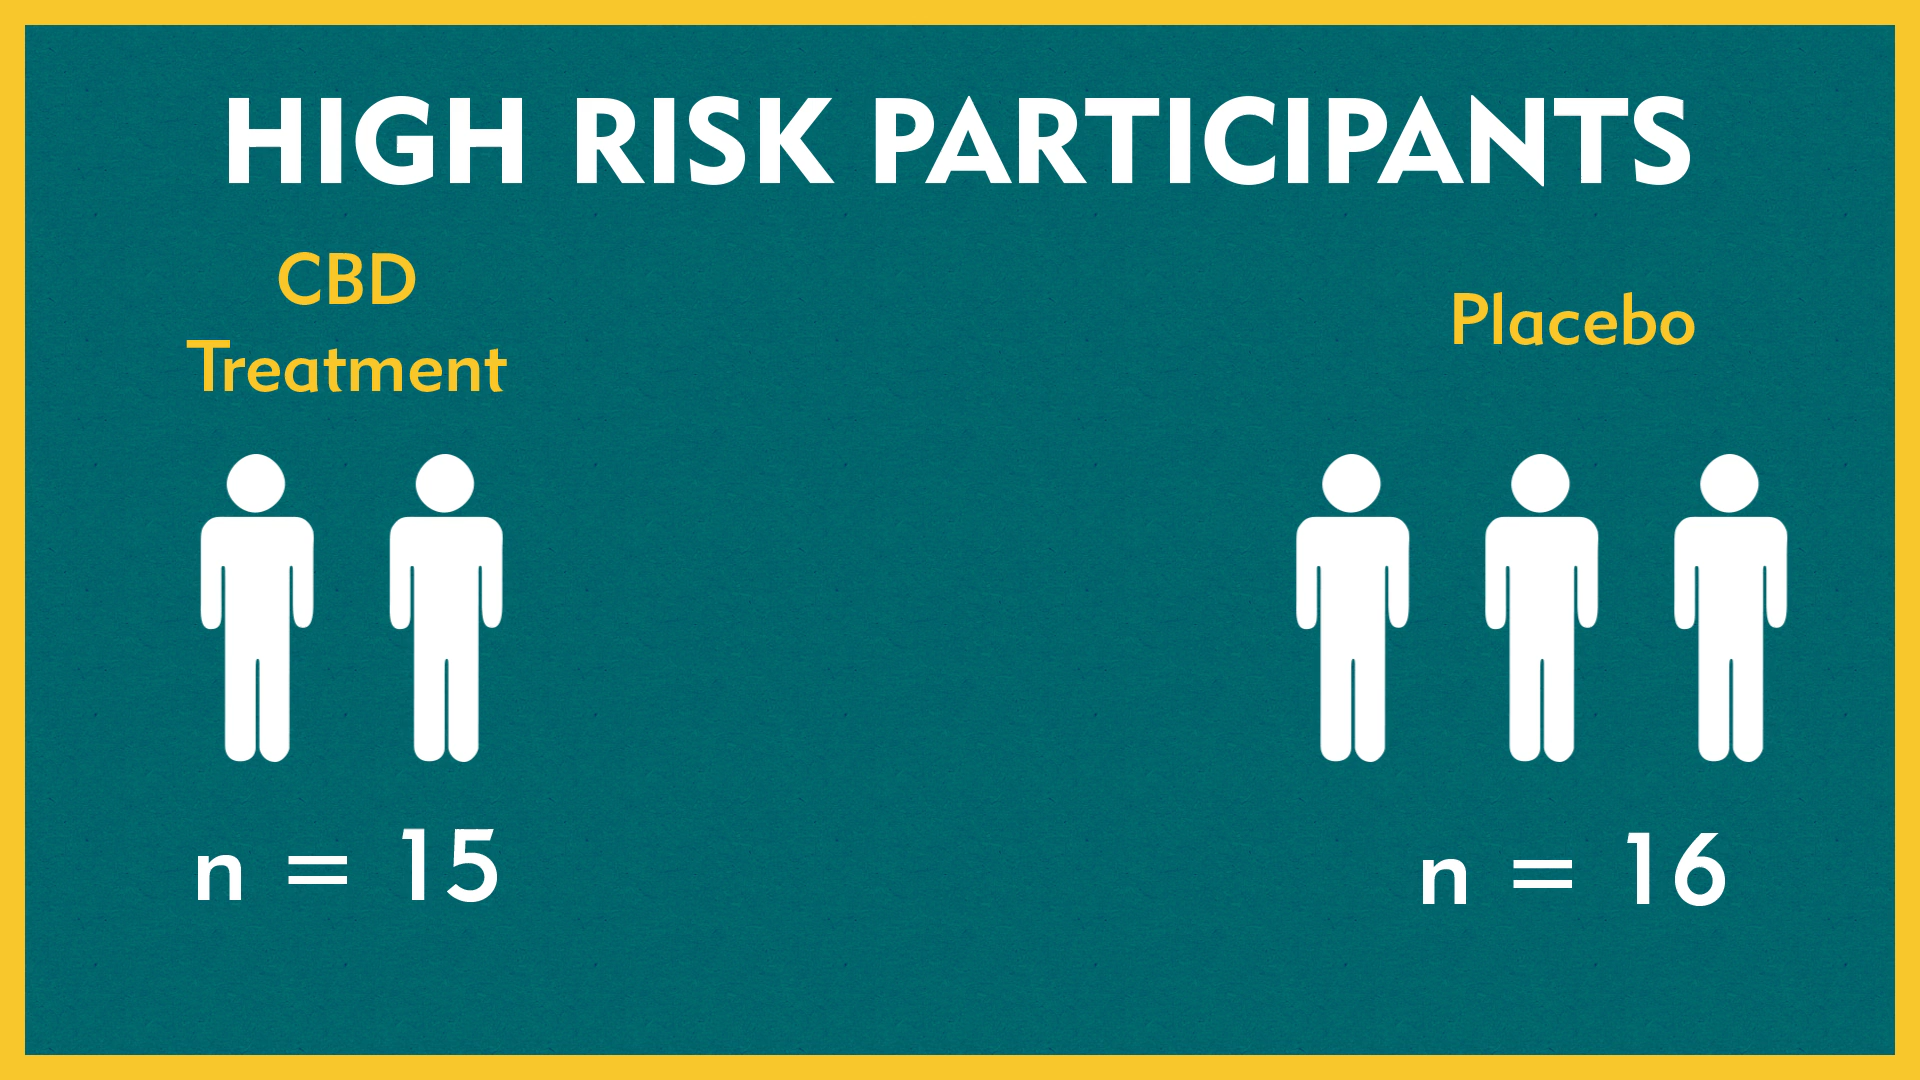 HIGH RISK PARTICIPANTS
CBD
Treatment
Placebo
n = 15
n = 16